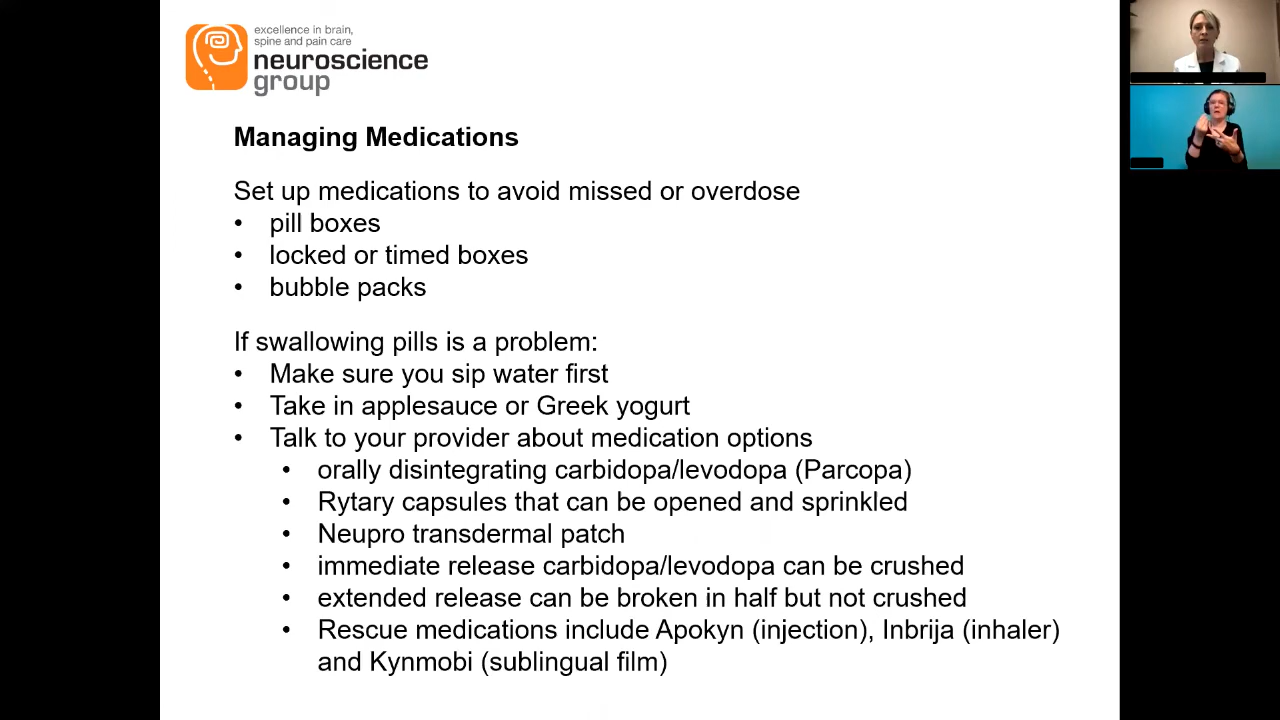 excellence in brain,
spine and pain care
neuroscience
group
Managing Medications
Set up medications to avoid missed or overdose
• pill boxes
• locked or timed boxes
• bubble packs
If swallowing pills is a problem:
• Make sure you sip water first
• Take in applesauce or Greek yogurt
• Talk to your provider about medication options
• orally disintegrating carbidopa/levodopa (Parcopa)
• Rytary capsules that can be opened and sprinkled
• Neupro transdermal patch
• immediate release carbidopa/levodopa can be crushed
• extended release can be broken in half but not crushed
• Rescue medications include Apokyn (injection), Inbrija (inhaler)
and Kynmobi (sublingual film)